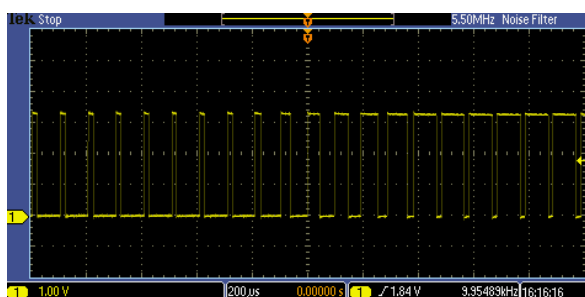 Tek Stop 5.50MHz Noise Filter
1
1 1.00 V 200 µs 0.00000 s 1 1.84 V 9.95489kHz 16:16:16